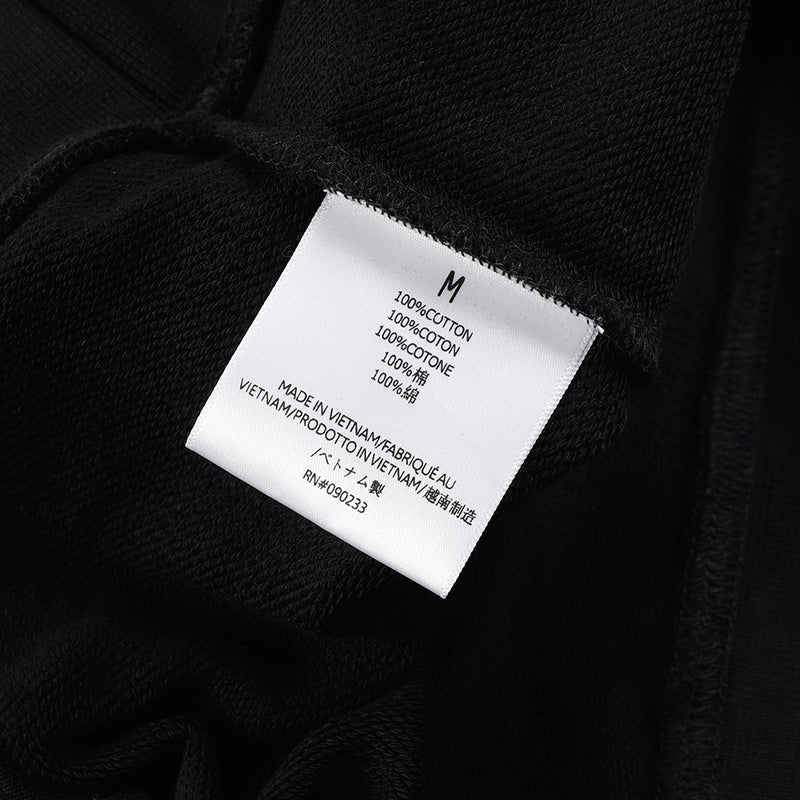 M
100%COTTON
100%COTON
100%COTONE
100%棉
100%綿
MADE IN VIETNAM/FABRIQUÉ AU
VIETNAM/PRODOTTO IN VIETNAM/越南制造
/ベトナム製
RN#090233